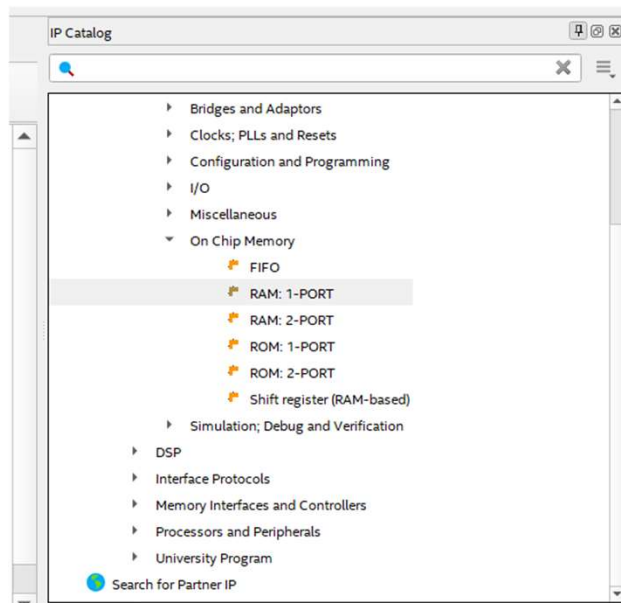 IP Catalog
Bridges and Adaptors
Clocks; PLLs and Resets
Configuration and Programming
I/O
Miscellaneous
On Chip Memory
FIFO
RAM: 1-PORT
RAM: 2-PORT
ROM: 1-PORT
ROM: 2-PORT
Shift register (RAM-based)
Simulation; Debug and Verification
DSP
Interface Protocols
Memory Interfaces and Controllers
Processors and Peripherals
University Program
Search for Partner IP